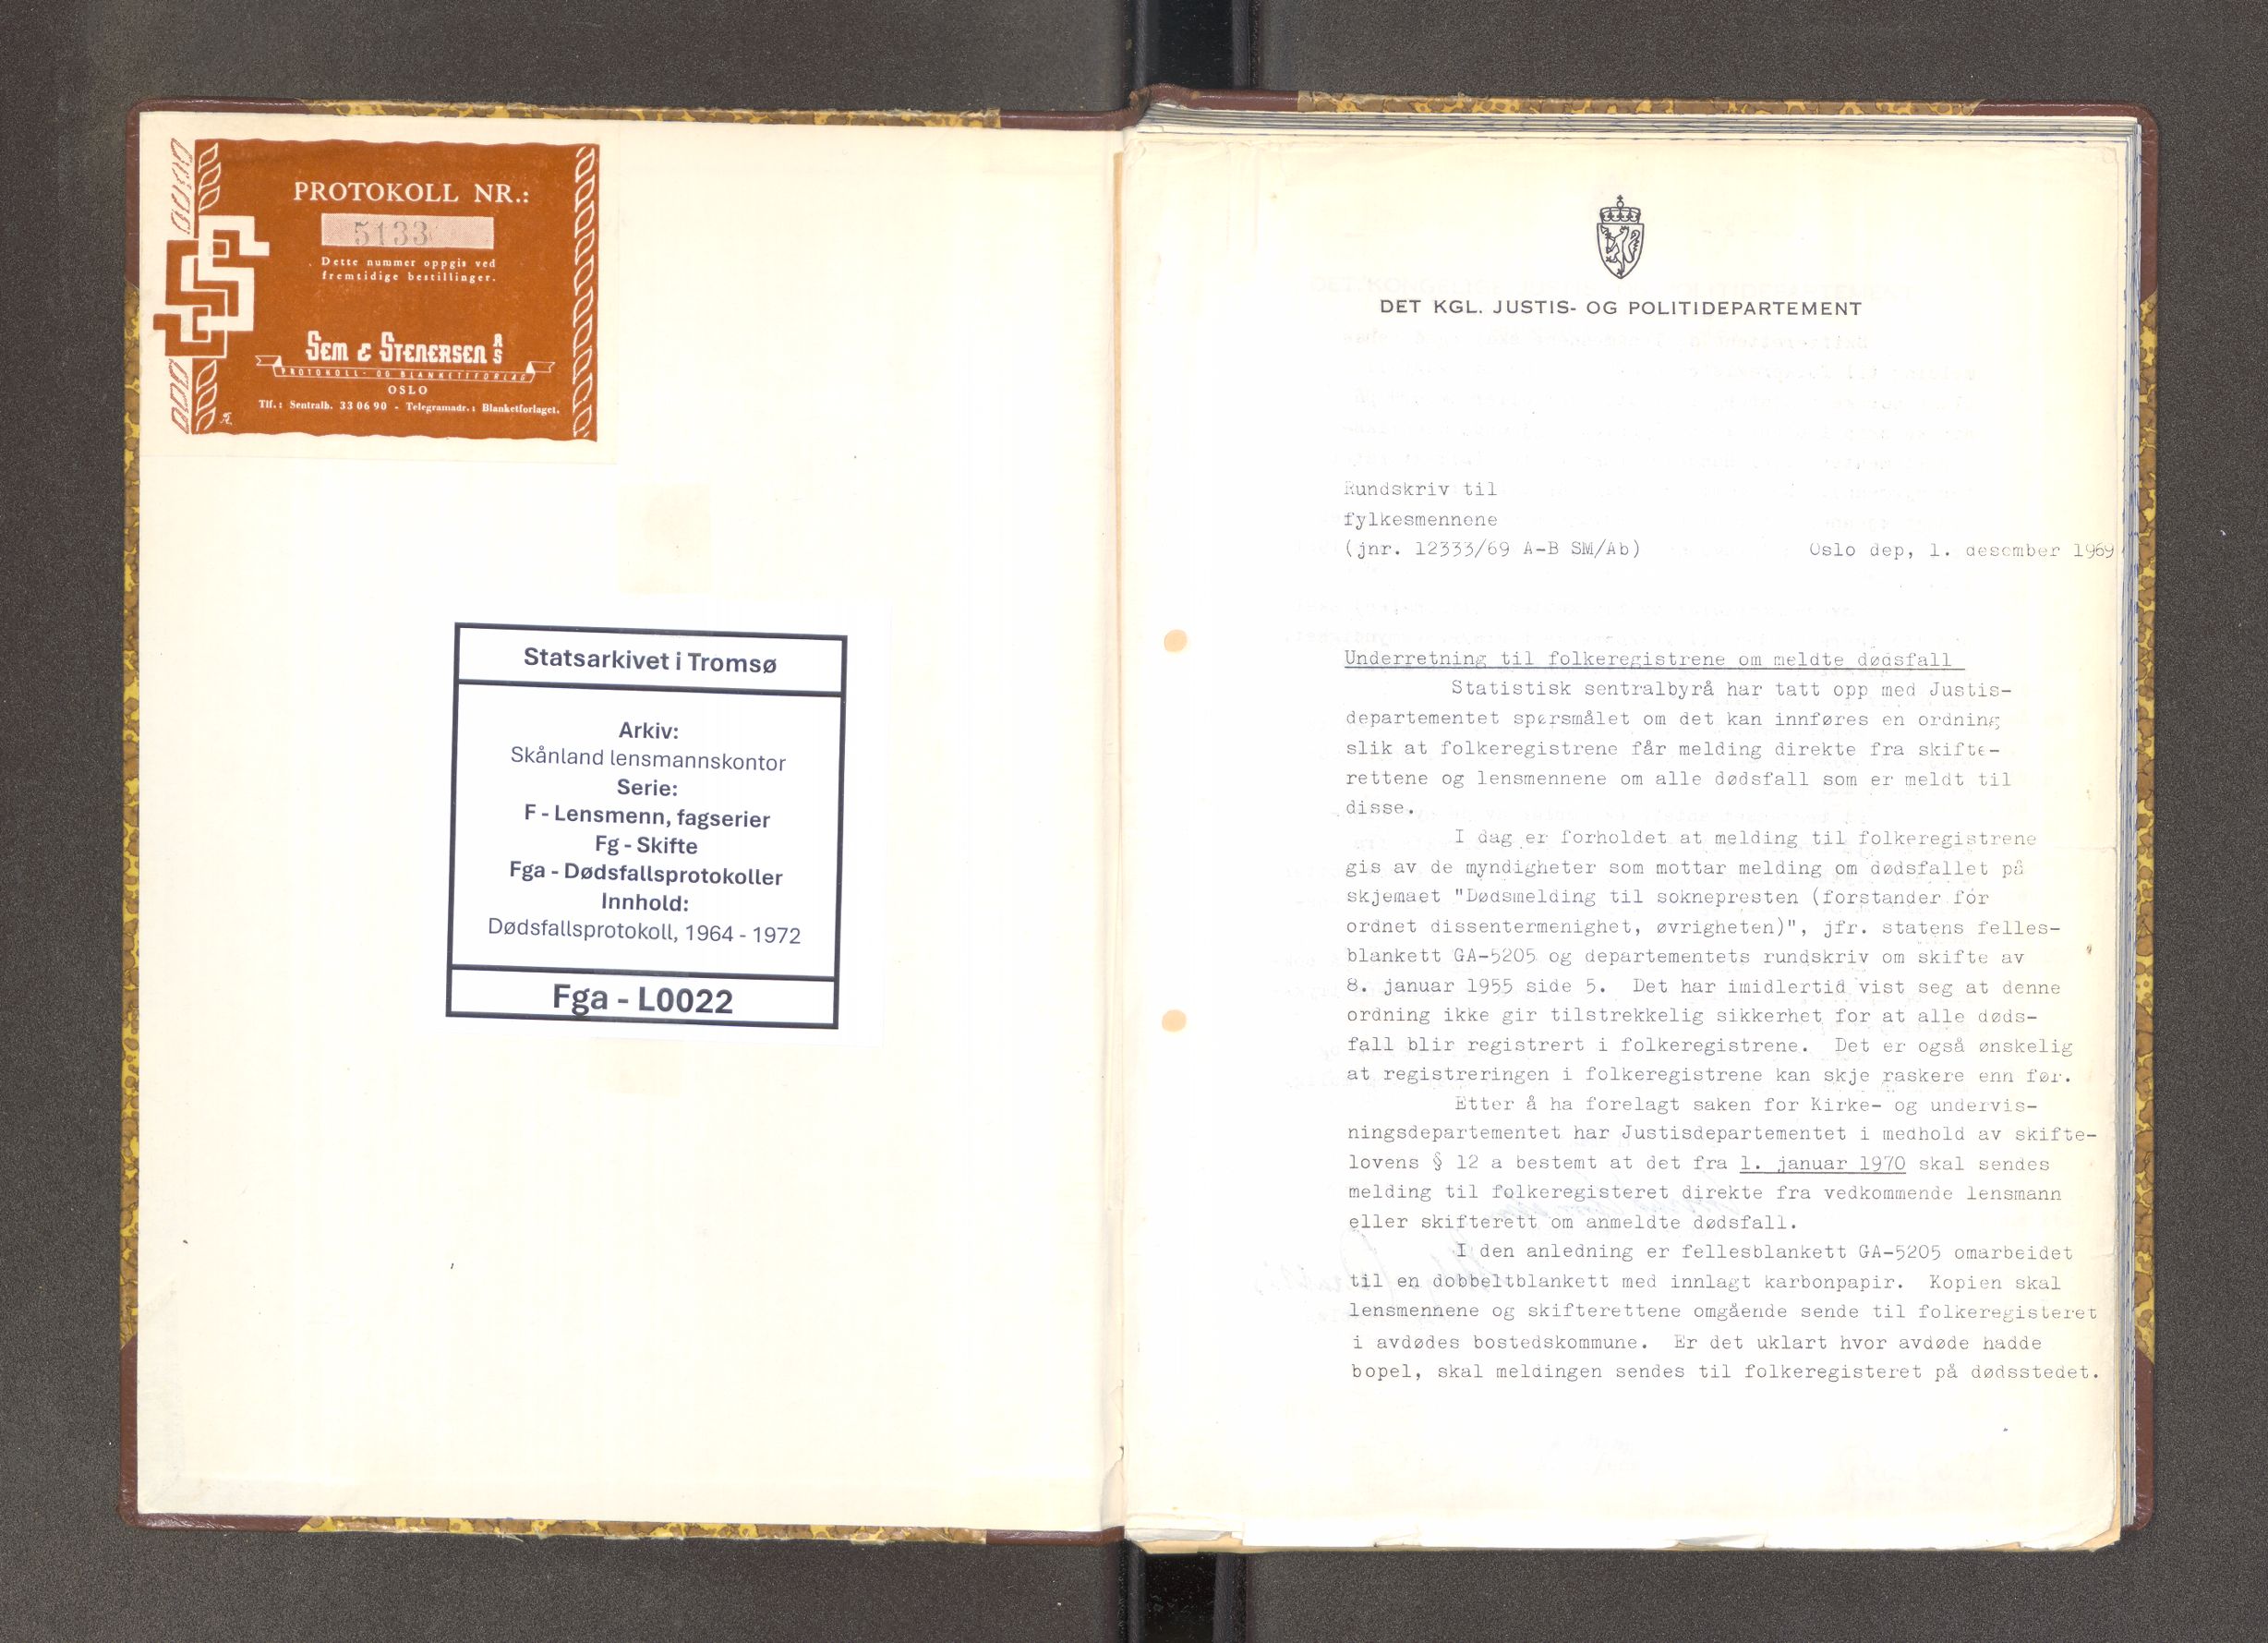 PROTOKOLL NR.:
5133
Dette nummer oppgis ved
fremtidige bestillinger.
SEM & STENERSEN A/S
PROTOKOLL- OG BLANKETTFORLAG
OSLO
Tlf.: Sentralb. 33 06 90 - Telegramadr.: Blanketforlaget.
Statsarkivet i Tromsø
Arkiv:
Skånland lensmannskontor
Serie:
F - Lensmenn, fagserier
Fg - Skifte
Fga - Dødsfallsprotokoller
Innhold:
Dødsfallsprotokoll, 1964 - 1972
Fga - L0022
DET KGL. JUSTIS- OG POLITIDEPARTEMENT
Rundskriv til
fylkesmennene
(jnr. 12333/69 A-B SM/Ab) Oslo dep, 1. desember 1969
Underretning til folkeregistrene om meldte dødsfall
Statistisk sentralbyrå har tatt opp med Justis-
departementet spørsmålet om det kan innføres en ordning
slik at folkeregistrene får melding direkte fra skifte-
rettene og lensmennene om alle dødsfall som er meldt til
disse.
I dag er forholdet at melding til folkeregistrene
gis av de myndigheter som mottar melding om dødsfallet på
skjemaet "Dødsmelding til soknepresten (forstander for
ordnet dissentermenighet, øvrigheten)", jfr. statens felles-
blankett GA-5205 og departementets rundskriv om skifte av
8. januar 1955 side 5. Det har imidlertid vist seg at denne
ordning ikke gir tilstrekkelig sikkerhet for at alle døds-
fall blir registrert i folkeregistrene. Det er også ønskelig
at registreringen i folkeregistrene kan skje raskere enn før.
Etter å ha forelagt saken for Kirke- og undervis-
ningsdepartementet har Justisdepartementet i medhold av skifte-
lovens § 12 a bestemt at det fra 1. januar 1970 skal sendes
melding til folkeregisteret direkte fra vedkommende lensmann
eller skifterett om anmeldte dødsfall.
I den anledning er fellesblankett GA-5205 omarbeidet
til en dobbeltblankett med innlagt karbonpapir. Kopien skal
lensmennene og skifterettene omgående sende til folkeregisteret
i avdødes bostedskommune. Er det uklart hvor avdøde hadde
bopel, skal meldingen sendes til folkeregisteret på dødsstedet.